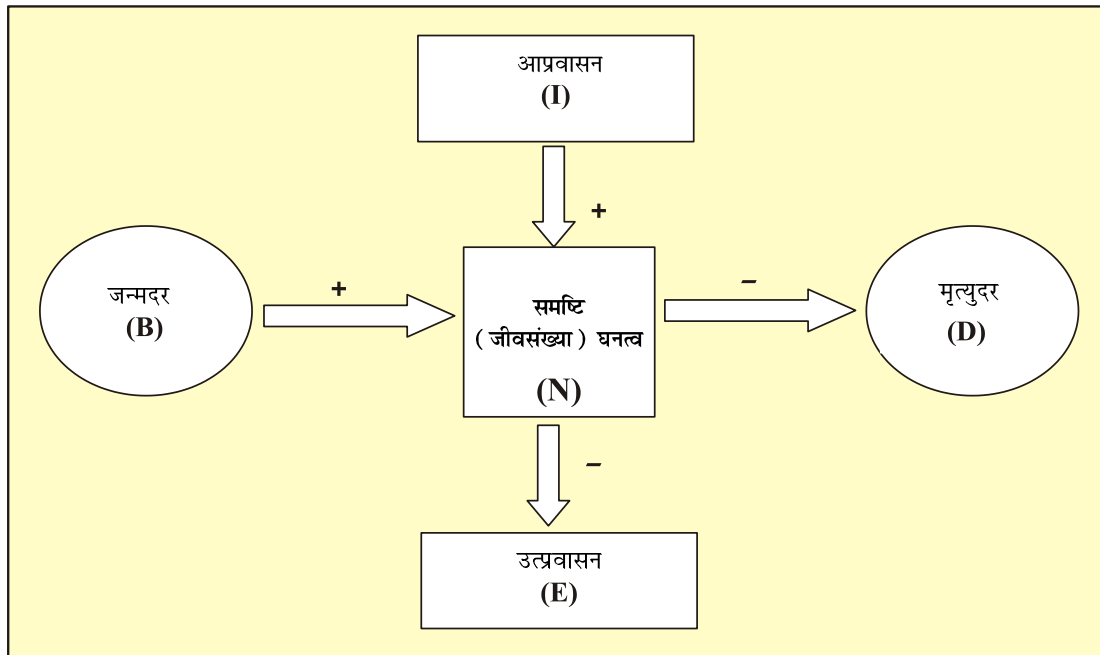 आप्रवासन
(I)
+
जन्मदर
(B)
+
समष्टि
( जीवसंख्या ) घनत्व
(N)
–
मृत्युदर
(D)
–
उत्प्रवासन
(E)